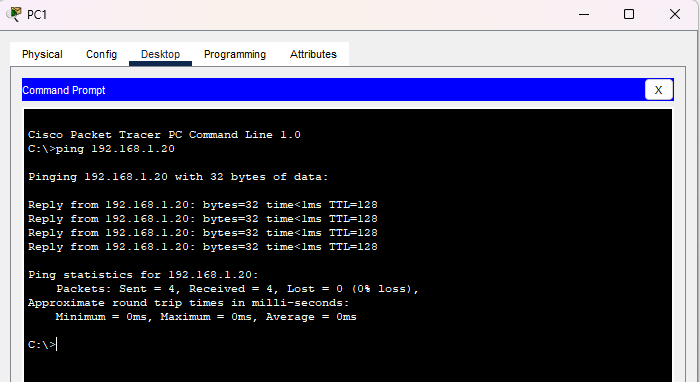 PC1
Physical Config Desktop Programming Attributes
Command Prompt X
Cisco Packet Tracer PC Command Line 1.0
C:\>ping 192.168.1.20
Pinging 192.168.1.20 with 32 bytes of data:
Reply from 192.168.1.20: bytes=32 time<1ms TTL=128
Reply from 192.168.1.20: bytes=32 time<1ms TTL=128
Reply from 192.168.1.20: bytes=32 time<1ms TTL=128
Reply from 192.168.1.20: bytes=32 time<1ms TTL=128
Ping statistics for 192.168.1.20:
    Packets: Sent = 4, Received = 4, Lost = 0 (0% loss),
Approximate round trip times in milli-seconds:
    Minimum = 0ms, Maximum = 0ms, Average = 0ms
C:\>